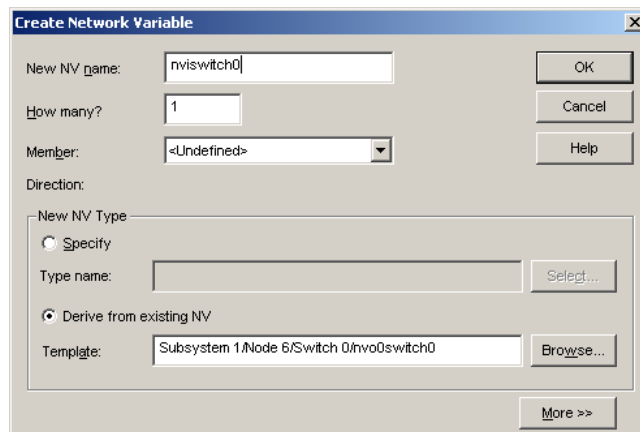 Create Network Variable
New NV name: nviswitch0 OK
How many? 1 Cancel
Member: <Undefined> Help
Direction:
New NV Type
Specify
Type name: Select...
Derive from existing NV
Template: Subsystem 1/Node 6/Switch 0/nvo0switch0 Browse...
More >>